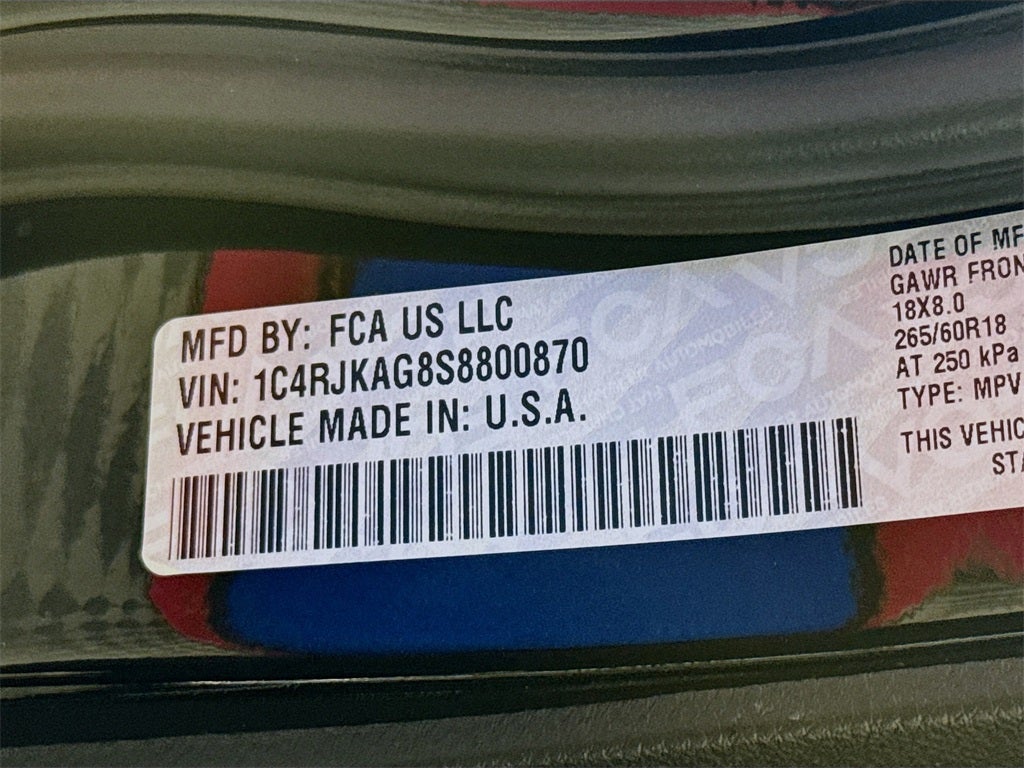 MFD BY: FCA US LLC
VIN: 1C4RJKAG8S8800870
VEHICLE MADE IN: U.S.A.
DATE OF MF
GAWR FRON
18X8.0
265/60R18
AT 250 kPa
TYPE: MPV
THIS VEHIC
STA